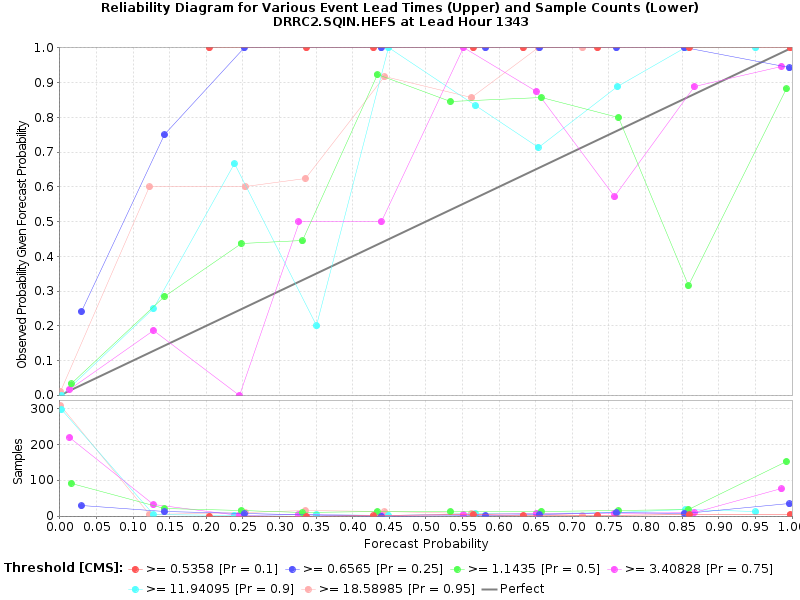 Reliability Diagram for Various Event Lead Times (Upper) and Sample Counts (Lower)
DRRC2.SQIN.HEFS at Lead Hour 1343
Observed Probability Given Forecast Probability
1.0
0.9
0.8
0.7
0.6
0.5
0.4
0.3
0.2
0.1
0.0
Samples
300
200
100
0
0.00 0.05 0.10 0.15 0.20 0.25 0.30 0.35 0.40 0.45 0.50 0.55 0.60 0.65 0.70 0.75 0.80 0.85 0.90 0.95 1.0
Forecast Probability
Threshold [CMS]: >= 0.5358 [Pr = 0.1] >= 0.6565 [Pr = 0.25] >= 1.1435 [Pr = 0.5] >= 3.40828 [Pr = 0.75]
>= 11.94095 [Pr = 0.9] >= 18.58985 [Pr = 0.95] Perfect